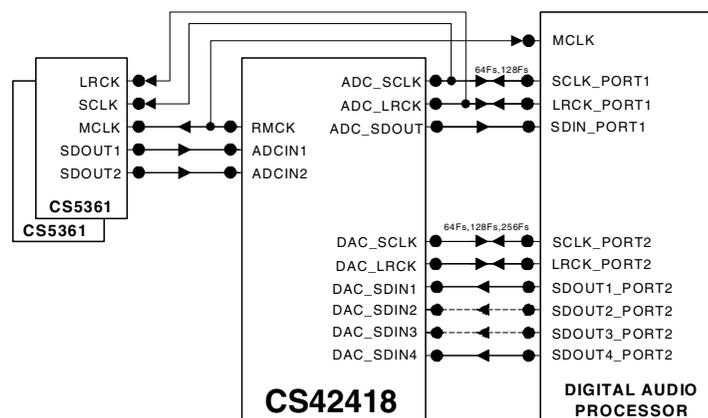 MCLK
64Fs,128Fs
LRCK
SCLK
MCLK
SDOUT1
SDOUT2
CS5361
CS5361
RMCK
ADCIN1
ADCIN2
ADC_SCLK
ADC_LRCK
ADC_SDOUT
SCLK_PORT1
LRCK_PORT1
SDIN_PORT1
64Fs,128Fs,256Fs
DAC_SCLK
DAC_LRCK
DAC_SDIN1
DAC_SDIN2
DAC_SDIN3
DAC_SDIN4
SCLK_PORT2
LRCK_PORT2
SDOUT1_PORT2
SDOUT2_PORT2
SDOUT3_PORT2
SDOUT4_PORT2
CS42418
DIGITAL AUDIO
PROCESSOR